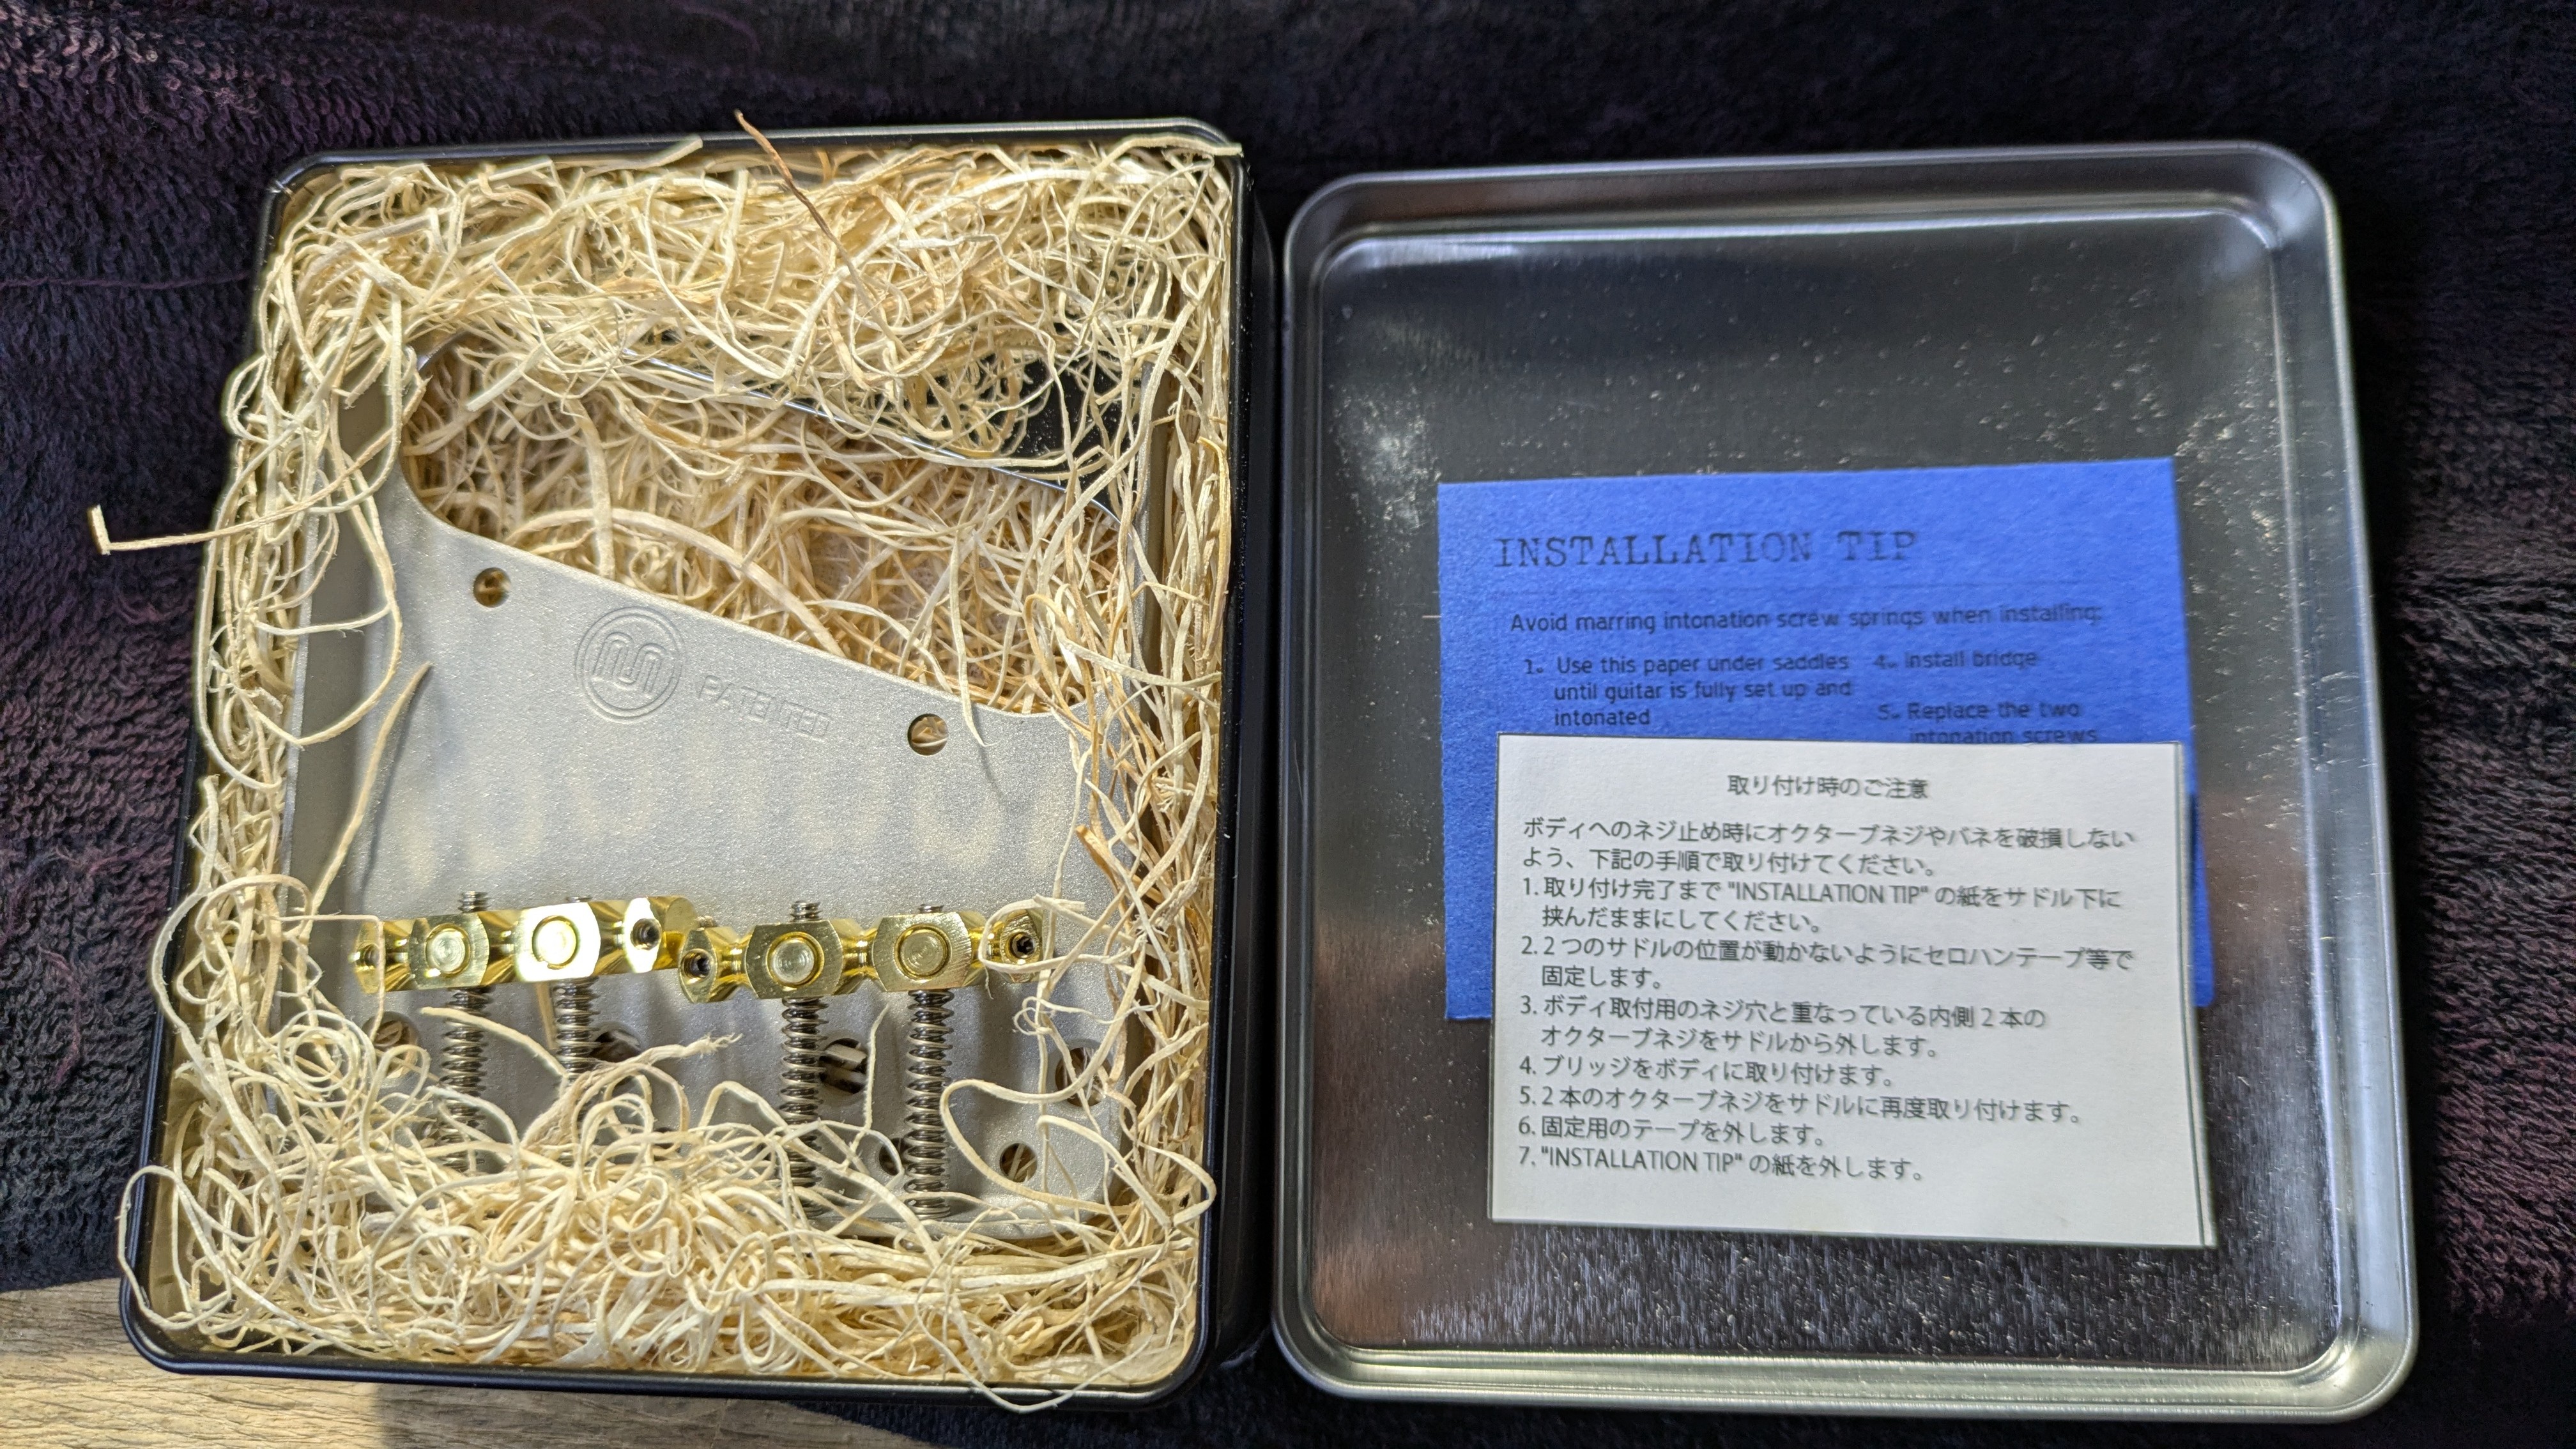 PATENTED
INSTALLATION TIP
Avoid marring intonation screw springs when installing:
1. Use this paper under saddles
until guitar is fully set up and
intonated
4. Install bridge
5. Replace the two
intonation screws
取り付け時のご注意
ボディへのネジ止め時にオクターブネジやバネを破損しない
よう、下記の手順で取り付けてください。
1. 取り付け完了まで "INSTALLATION TIP" の紙をサドル下に
挟んだままにしてください。
2. 2 つのサドルの位置が動かないようにセロハンテープ等で
固定します。
3. ボディ取付用のネジ穴と重なっている内側 2 本の
オクターブネジをサドルから外します。
4. ブリッジをボディに取り付けます。
5. 2 本のオクターブネジをサドルに再度取り付けます。
6. 固定用のテープを外します。
7. "INSTALLATION TIP" の紙を外します。